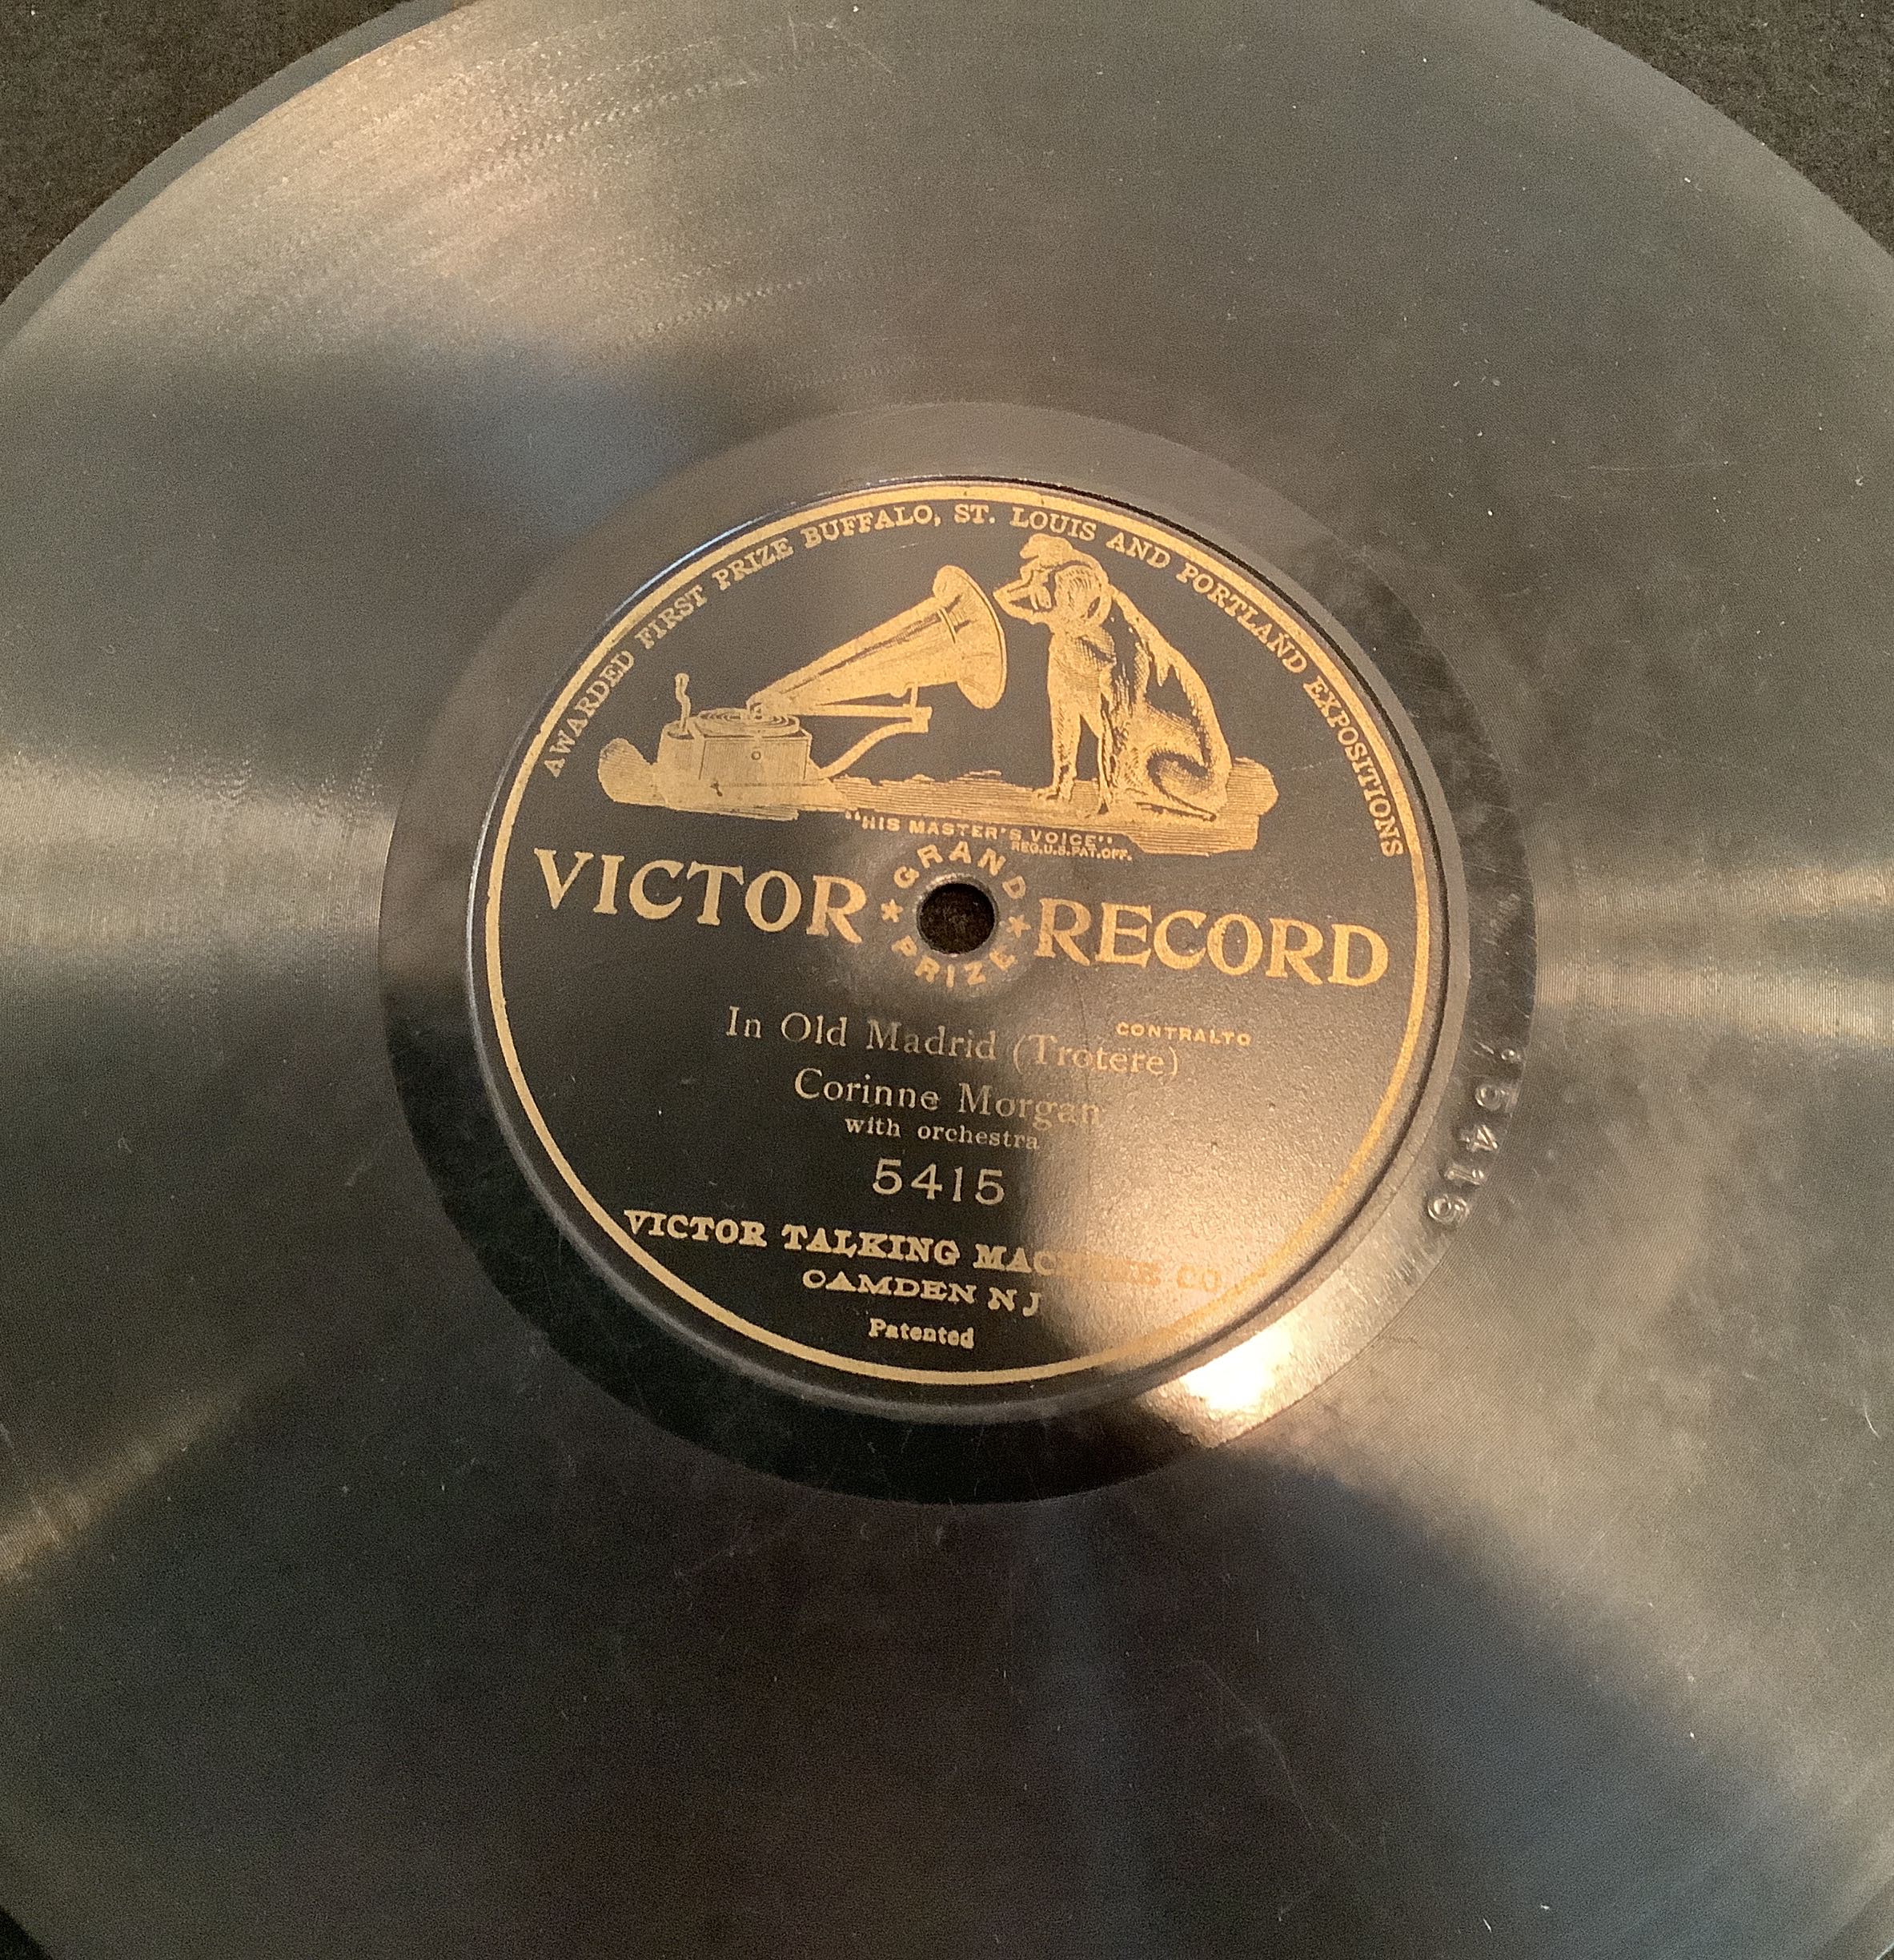 AWARDED FIRST PRIZE BUFFALO, ST. LOUIS AND PORTLAND EXPOSITIONS
"HIS MASTER'S VOICE"
REG.U.S.PAT.OFF.
GRAND PRIZE
VICTOR RECORD
CONTRALTO
In Old Madrid (Trotere)
Corinne Morgan
with orchestra
5415
VICTOR TALKING MACHINE CO
CAMDEN N J
Patented
5415